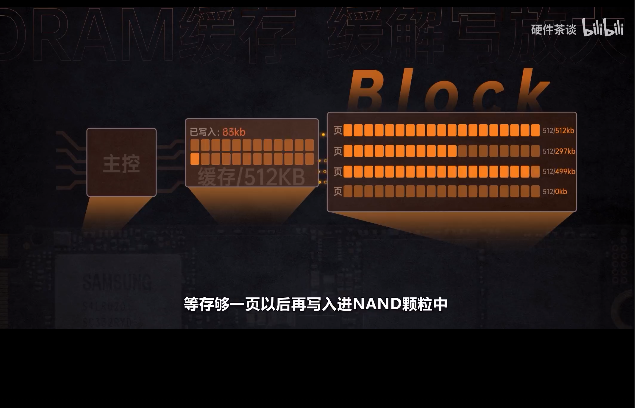 DRAM缓存 缓解写放大
硬件茶谈 bilibili
Block
已写入：83kb
页 512/512kb
主控
页 512/297kb
缓存/512KB
页 512/499kb
页 512/0kb
SAMSUNG
等存够一页以后再写入进NAND颗粒中